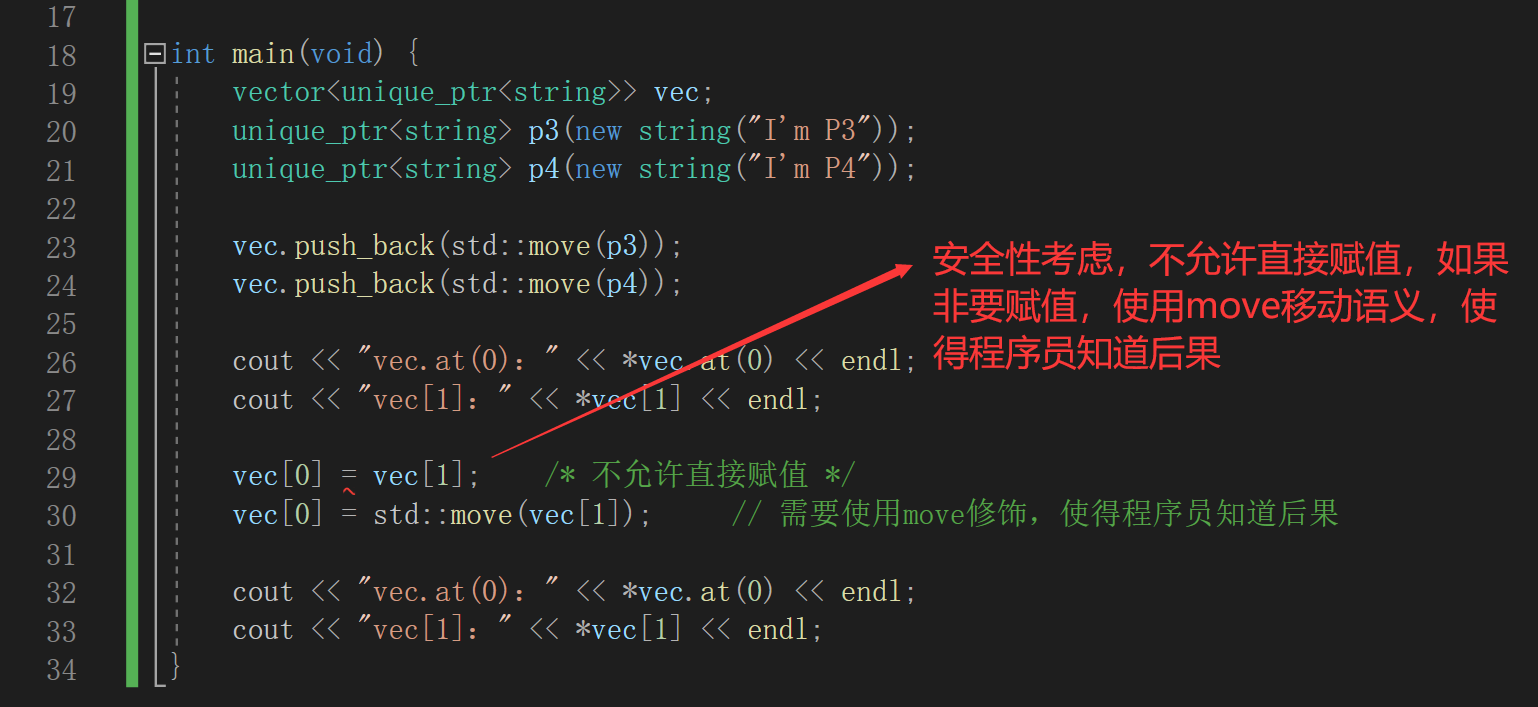 17
18 int main(void) {
19 vector<unique_ptr<string>> vec;
20 unique_ptr<string> p3(new string("I'm P3"));
21 unique_ptr<string> p4(new string("I'm P4"));
22
23 vec.push_back(std::move(p3));
24 vec.push_back(std::move(p4));
25
26 cout << "vec.at(0)：" << *vec.at(0) << endl;
27 cout << "vec[1]：" << *vec[1] << endl;
28
29 vec[0] = vec[1]; /* 不允许直接赋值 */
30 vec[0] = std::move(vec[1]); // 需要使用move修饰，使得程序员知道后果
31
32 cout << "vec.at(0)：" << *vec.at(0) << endl;
33 cout << "vec[1]：" << *vec[1] << endl;
34 }
安全性考虑，不允许直接赋值，如果
非要赋值，使用move移动语义，使
得程序员知道后果